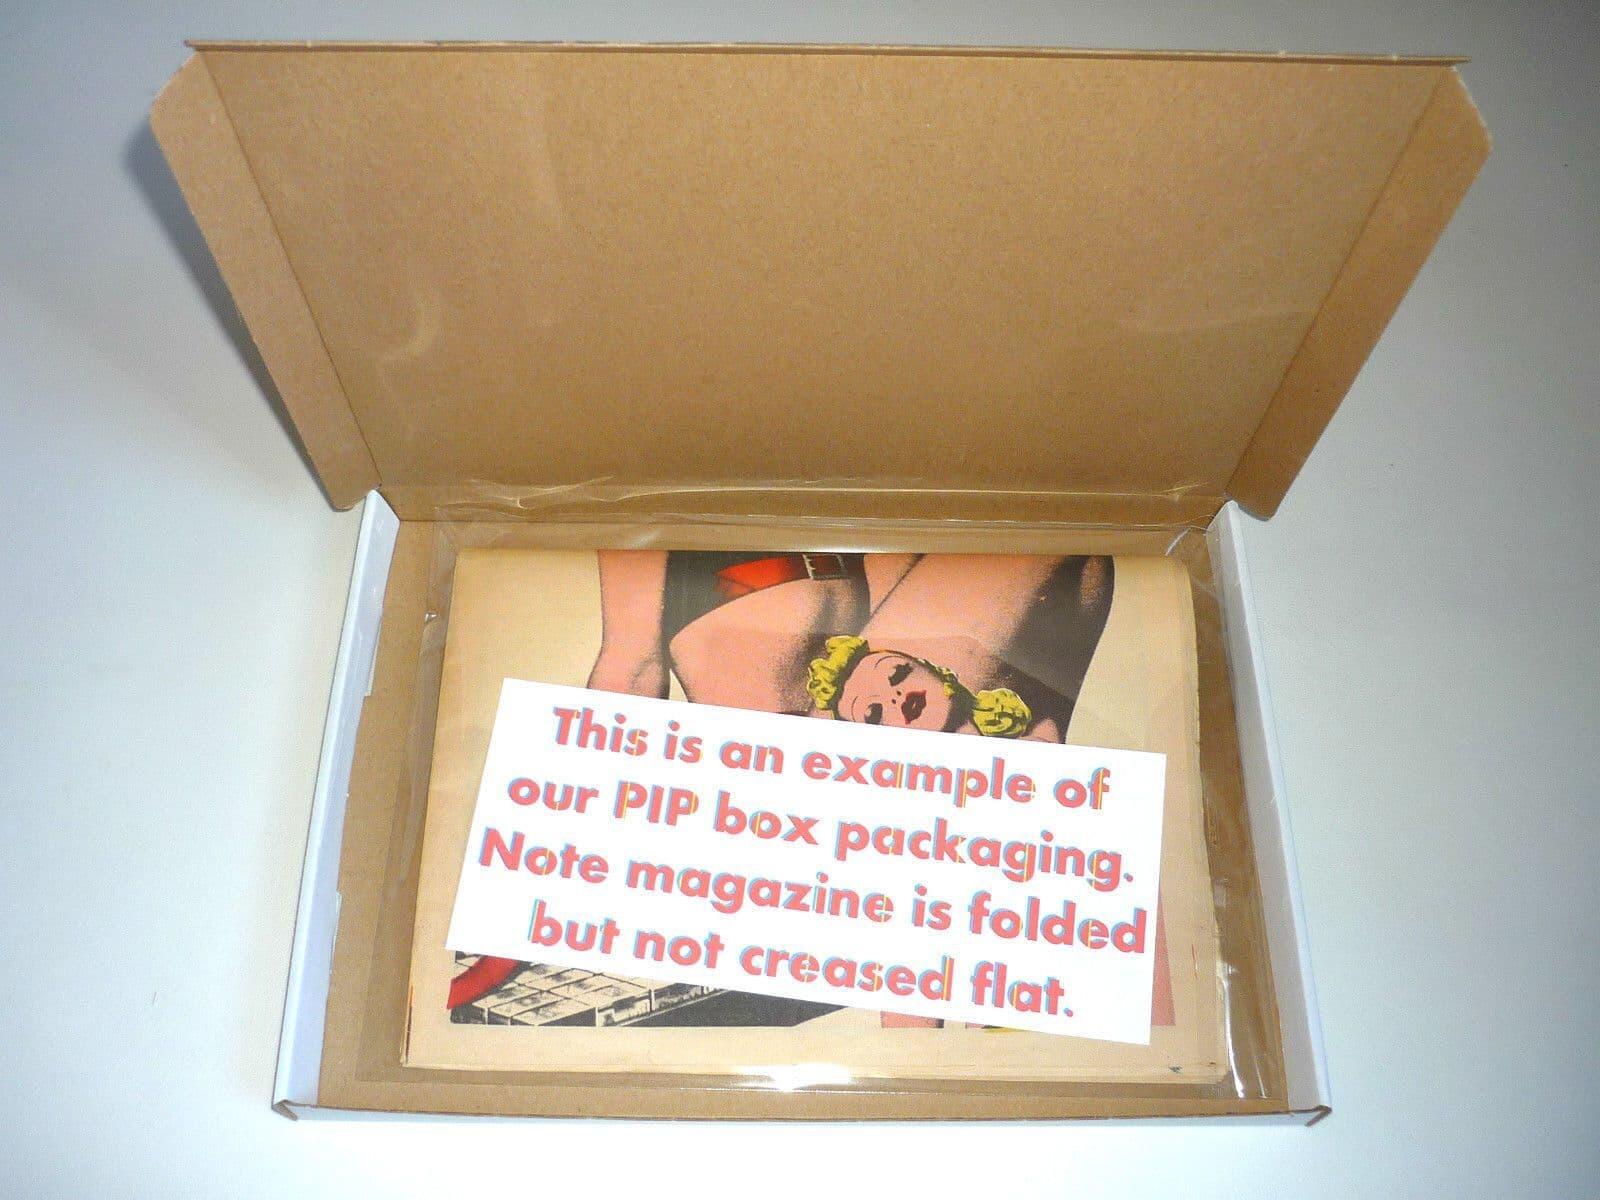 This is an example of
our PIP box packaging.
Note magazine is folded
but not creased flat.